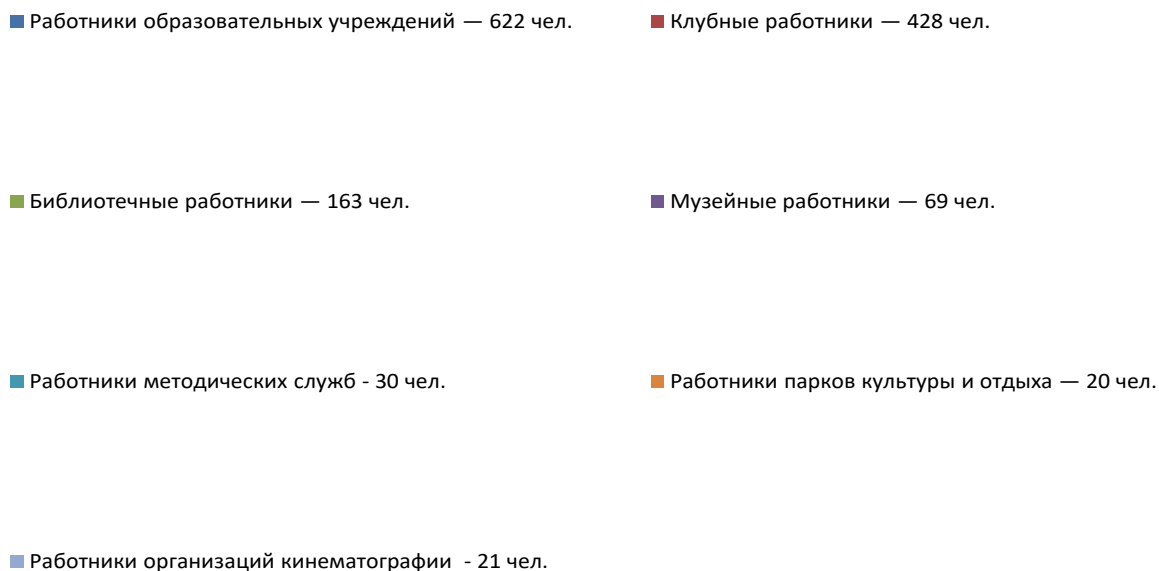 Работники образовательных учреждений — 622 чел.
Клубные работники — 428 чел.
Библиотечные работники — 163 чел.
Музейные работники — 69 чел.
Работники методических служб - 30 чел.
Работники парков культуры и отдыха — 20 чел.
Работники организаций кинематографии - 21 чел.